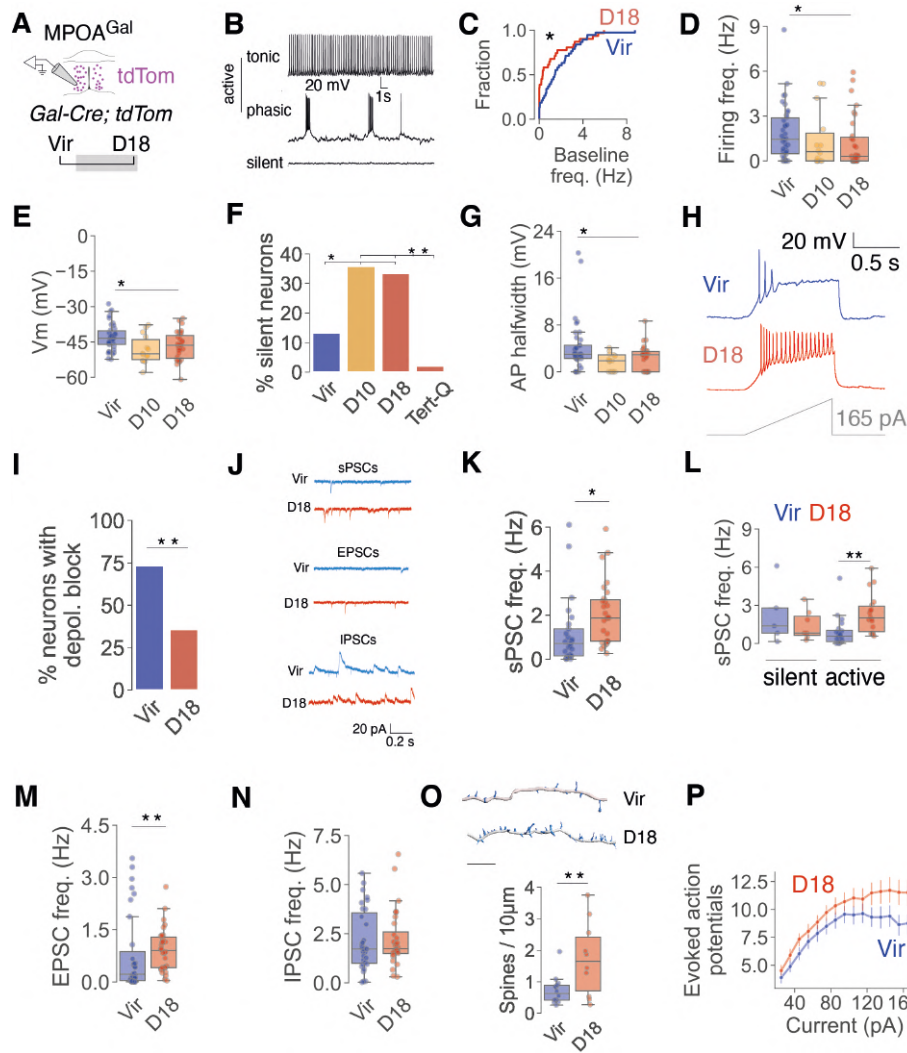 A
MPOAGal
tdTom
Gal-Cre; tdTom
Vir D18
B
active
tonic
20 mV
1s
phasic
silent
C
D18
Vir
*
Fraction
1.0
0.5
0.0
0 4 8
Baseline
freq. (Hz)
D
*
Firing freq. (Hz)
9
6
3
0
Vir D10 D18
E
Vm (mV)
0
−15
−30
−45
−60
*
Vir D10 D18
F
% silent neurons
40
30
20
10
0
* **
Vir D10 D18 Tert-Q
G
AP halfwidth (mV)
24
16
8
0
*
Vir D10 D18
H
20 mV
0.5 s
Vir
D18
165 pA
I
% neurons with
depol. block
100
75
50
25
0
**
Vir D18
J
sPSCs
Vir
D18
EPSCs
Vir
D18
IPSCs
Vir
D18
20 pA
0.2 s
K
sPSC freq. (Hz)
6
4
2
0
*
Vir D18
L
Vir D18
sPSC freq. (Hz)
6
3
0
**
silent active
M
EPSC freq. (Hz)
4.5
3.0
1.5
0.0
**
Vir D18
N
IPSC freq. (Hz)
7.5
5.0
2.5
0.0
Vir D18
O
Vir
D18
Spines / 10μm
4
3
2
1
0
**
Vir D18
P
Evoked action
potentials
12.5
10.0
7.5
5.0
D18
Vir
40 80 120 16
Current (pA)